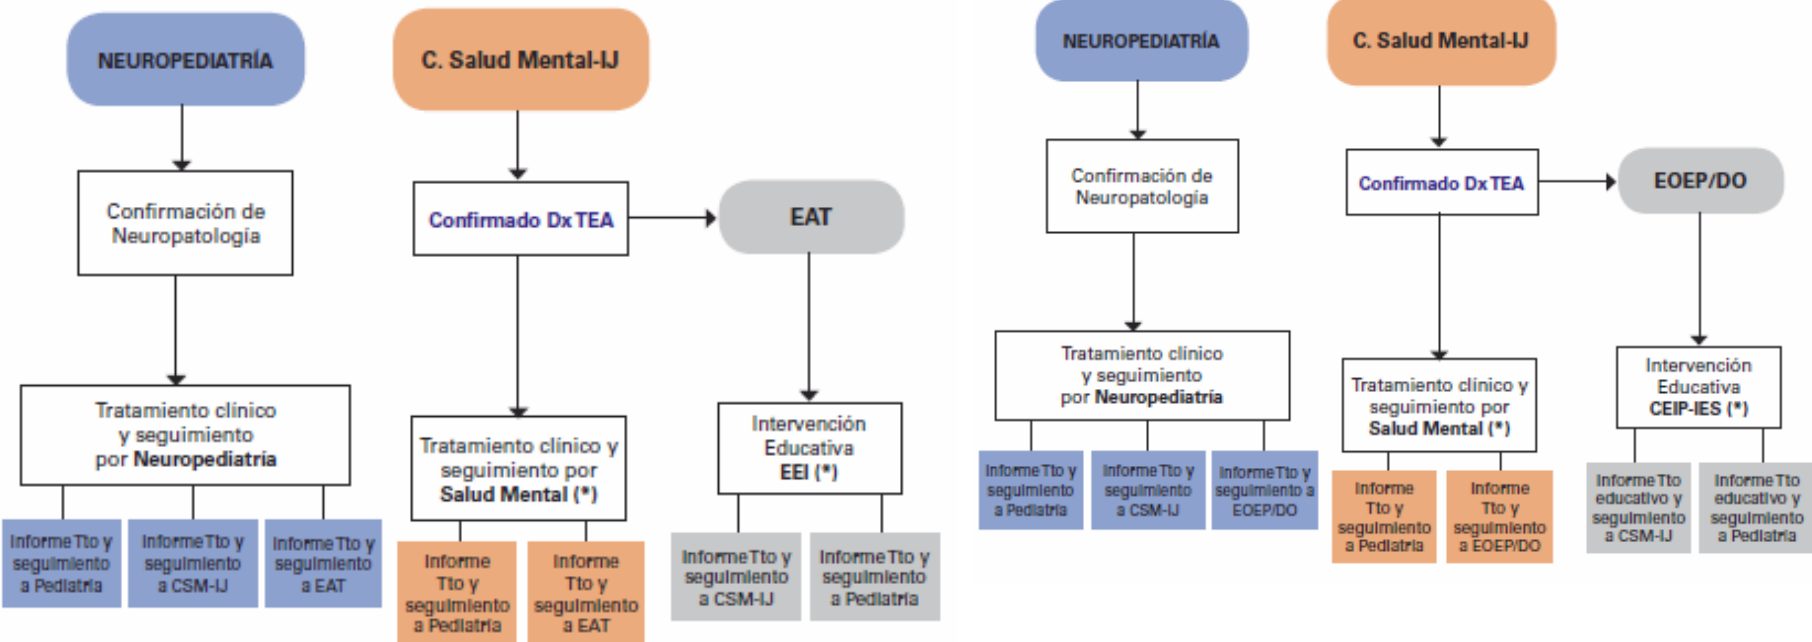 NEUROPEDIATRÍA
Confirmación de
Neuropatología
Tratamiento clínico
y seguimiento
por Neuropediatría
Informe Tto y
seguimiento
a Pediatría
Informe Tto y
seguimiento
a CSM-IJ
Informe Tto y
seguimiento
a EAT
C. Salud Mental-IJ
Confirmado Dx TEA
Tratamiento clínico y
seguimiento por
Salud Mental (*)
Informe
Tto y
seguimiento
a Pediatría
Informe
Tto y
seguimiento
a EAT
EAT
Intervención
Educativa
EEI (*)
Informe Tto y
seguimiento
a CSM-IJ
Informe Tto y
seguimiento
a Pediatría
NEUROPEDIATRÍA
Confirmación de
Neuropatología
Tratamiento clínico
y seguimiento
por Neuropediatría
Informe Tto y
seguimiento
a Pediatría
Informe Tto y
seguimiento
a CSM-IJ
Informe Tto y
seguimiento a
EOEP/DO
C. Salud Mental-IJ
Confirmado Dx TEA
Tratamiento clínico y
seguimiento por
Salud Mental (*)
Informe
Tto y
seguimiento
a Pediatría
Informe
Tto y
seguimiento
a EOEP/DO
EOEP/DO
Intervención
Educativa
CEIP-IES (*)
Informe Tto
educativo y
seguimiento
a CSM-IJ
Informe Tto
educativo y
seguimiento
a Pediatría